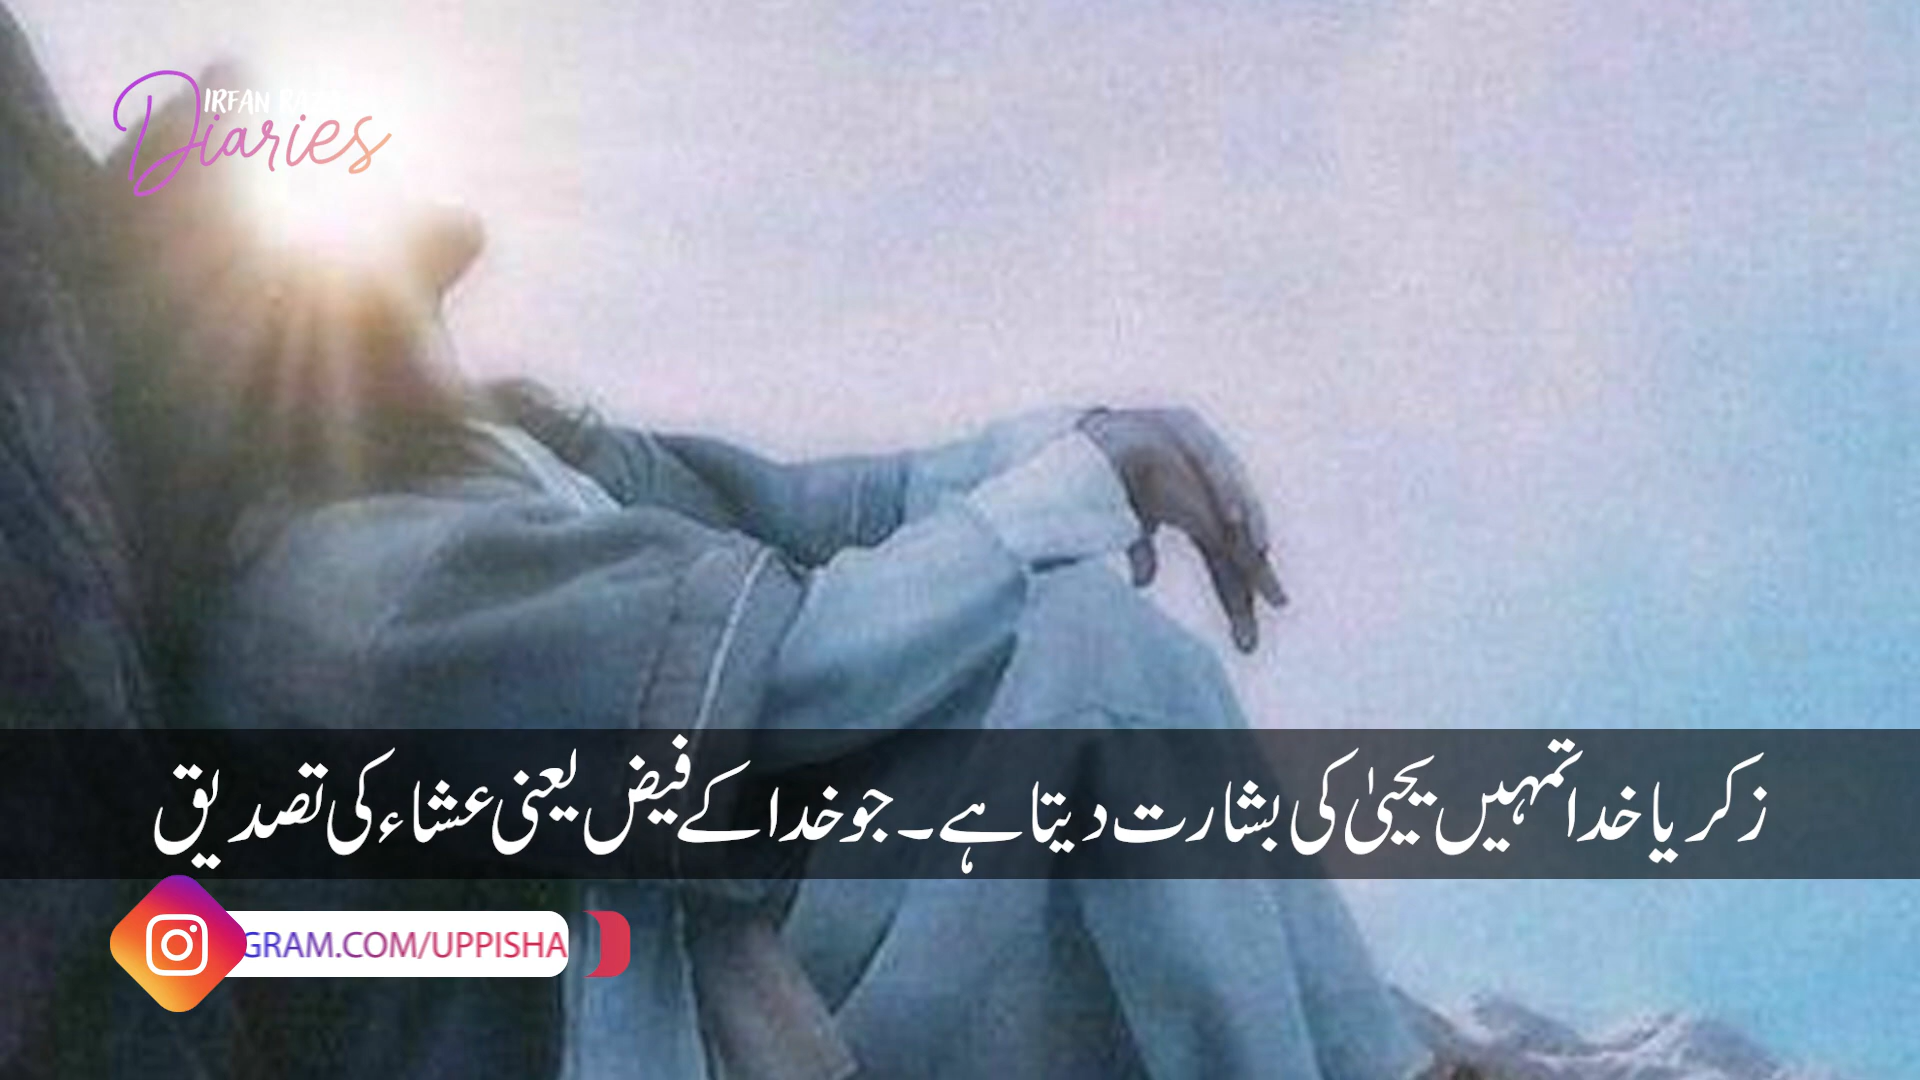 IRFAN
Diaries
زکریا خدا تمہیں یحییٰ کی بشارت دیتا ہے۔ جو خدا کے فیض یعنی عشاء کی تصدیق
GRAM.COM/UPPISHA